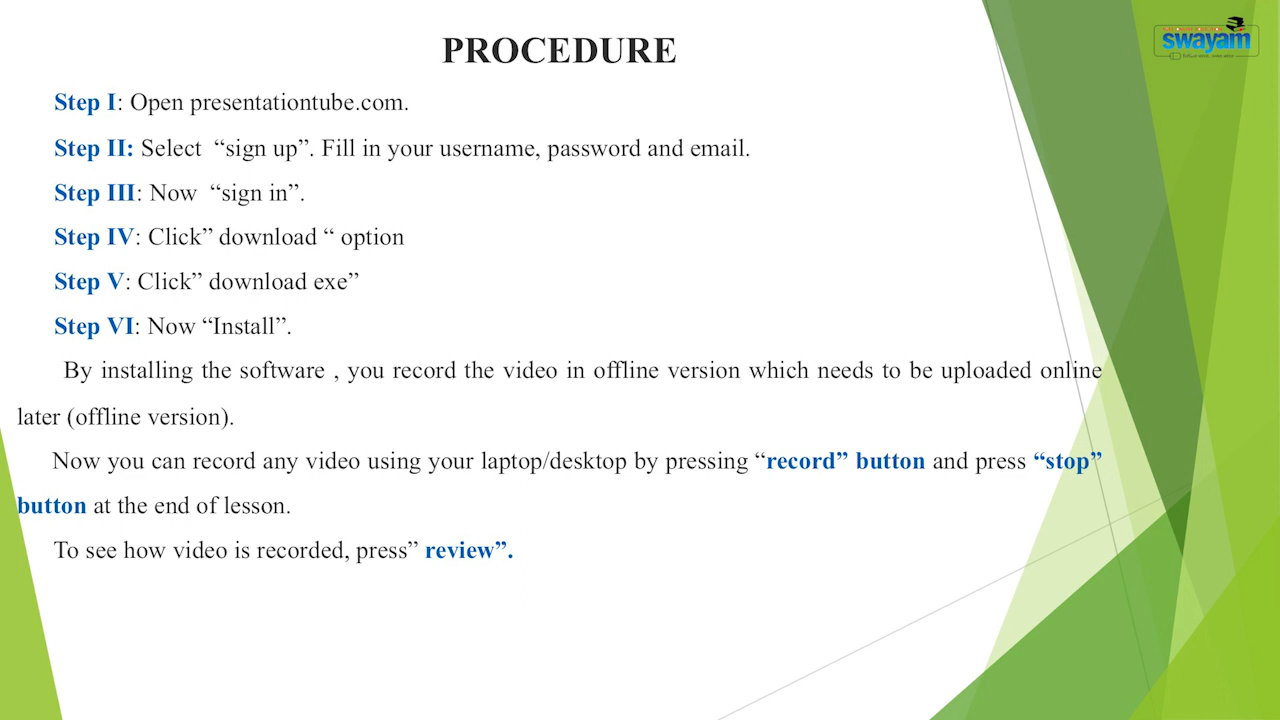 swayam
PROCEDURE
Step I: Open presentationtube.com.
Step II: Select “sign up”. Fill in your username, password and email.
Step III: Now “sign in”.
Step IV: Click” download “ option
Step V: Click” download exe”
Step VI: Now “Install”.
By installing the software , you record the video in offline version which needs to be uploaded online
later (offline version).
Now you can record any video using your laptop/desktop by pressing “record” button and press “stop”
button at the end of lesson.
To see how video is recorded, press” review”.